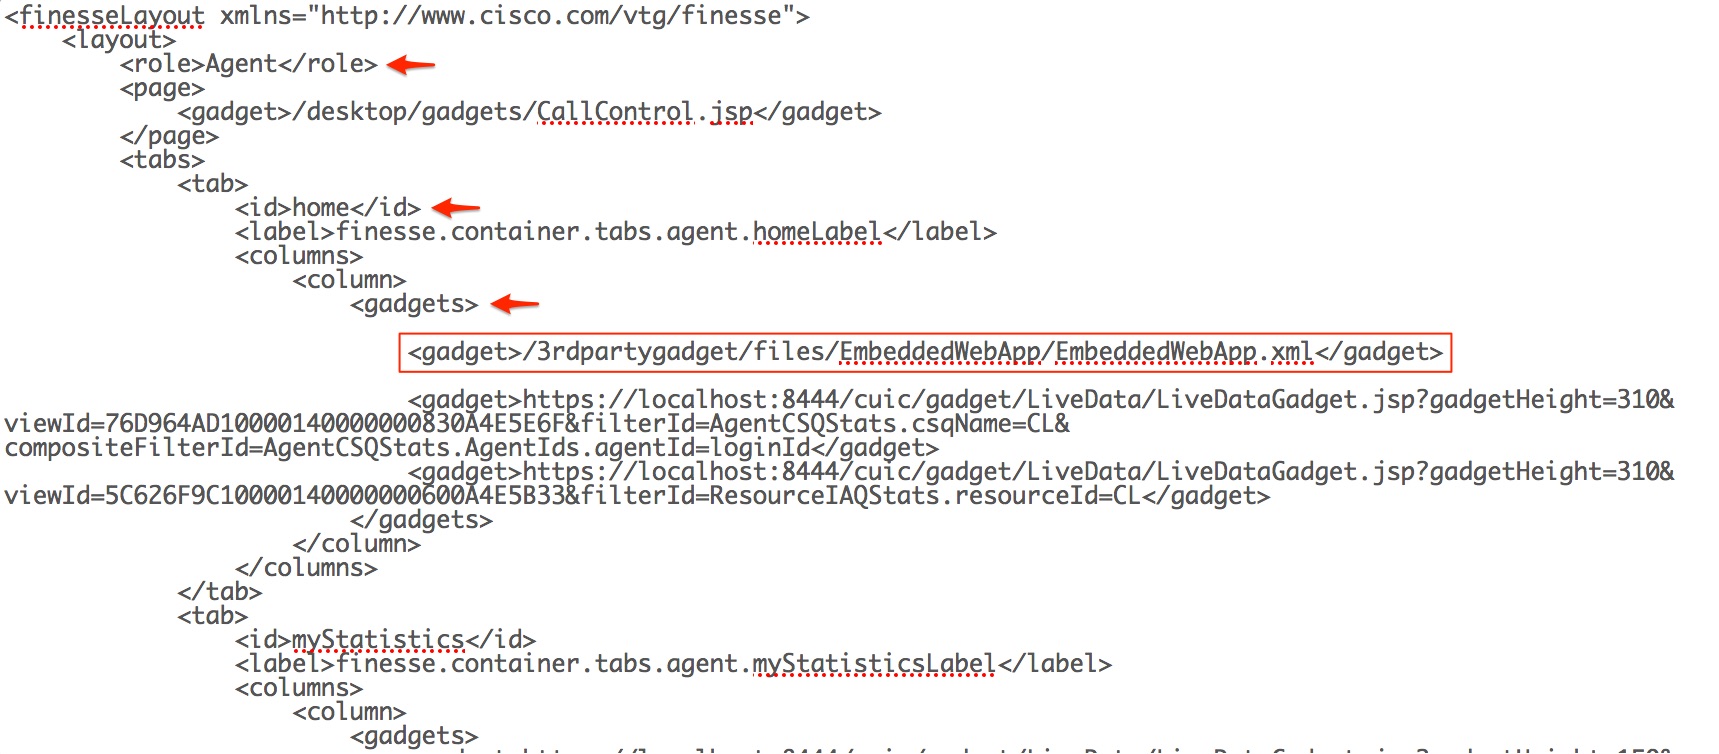 <finesseLayout xmlns="http://www.cisco.com/vtg/finesse">
<layout>
<role>Agent</role>
<page>
<gadget>/desktop/gadgets/CallControl.jsp</gadget>
</page>
<tabs>
<tab>
<id>home</id>
<label>finesse.container.tabs.agent.homeLabel</label>
<columns>
<column>
<gadgets>
<gadget>/3rdpartygadget/files/EmbeddedWebApp/EmbeddedWebApp.xml</gadget>
<gadget>https://localhost:8444/cuic/gadget/LiveData/LiveDataGadget.jsp?gadgetHeight=310&
viewId=76D964AD10000140000000830A4E5E6F&filterId=AgentCSQStats.csqName=CL&
compositeFilterId=AgentCSQStats.AgentIds.agentId=loginId</gadget>
<gadget>https://localhost:8444/cuic/gadget/LiveData/LiveDataGadget.jsp?gadgetHeight=310&
viewId=5C626F9C10000140000000600A4E5B33&filterId=ResourceIAQStats.resourceId=CL</gadget>
</gadgets>
</column>
</columns>
</tab>
<tab>
<id>myStatistics</id>
<label>finesse.container.tabs.agent.myStatisticsLabel</label>
<columns>
<column>
<gadgets>